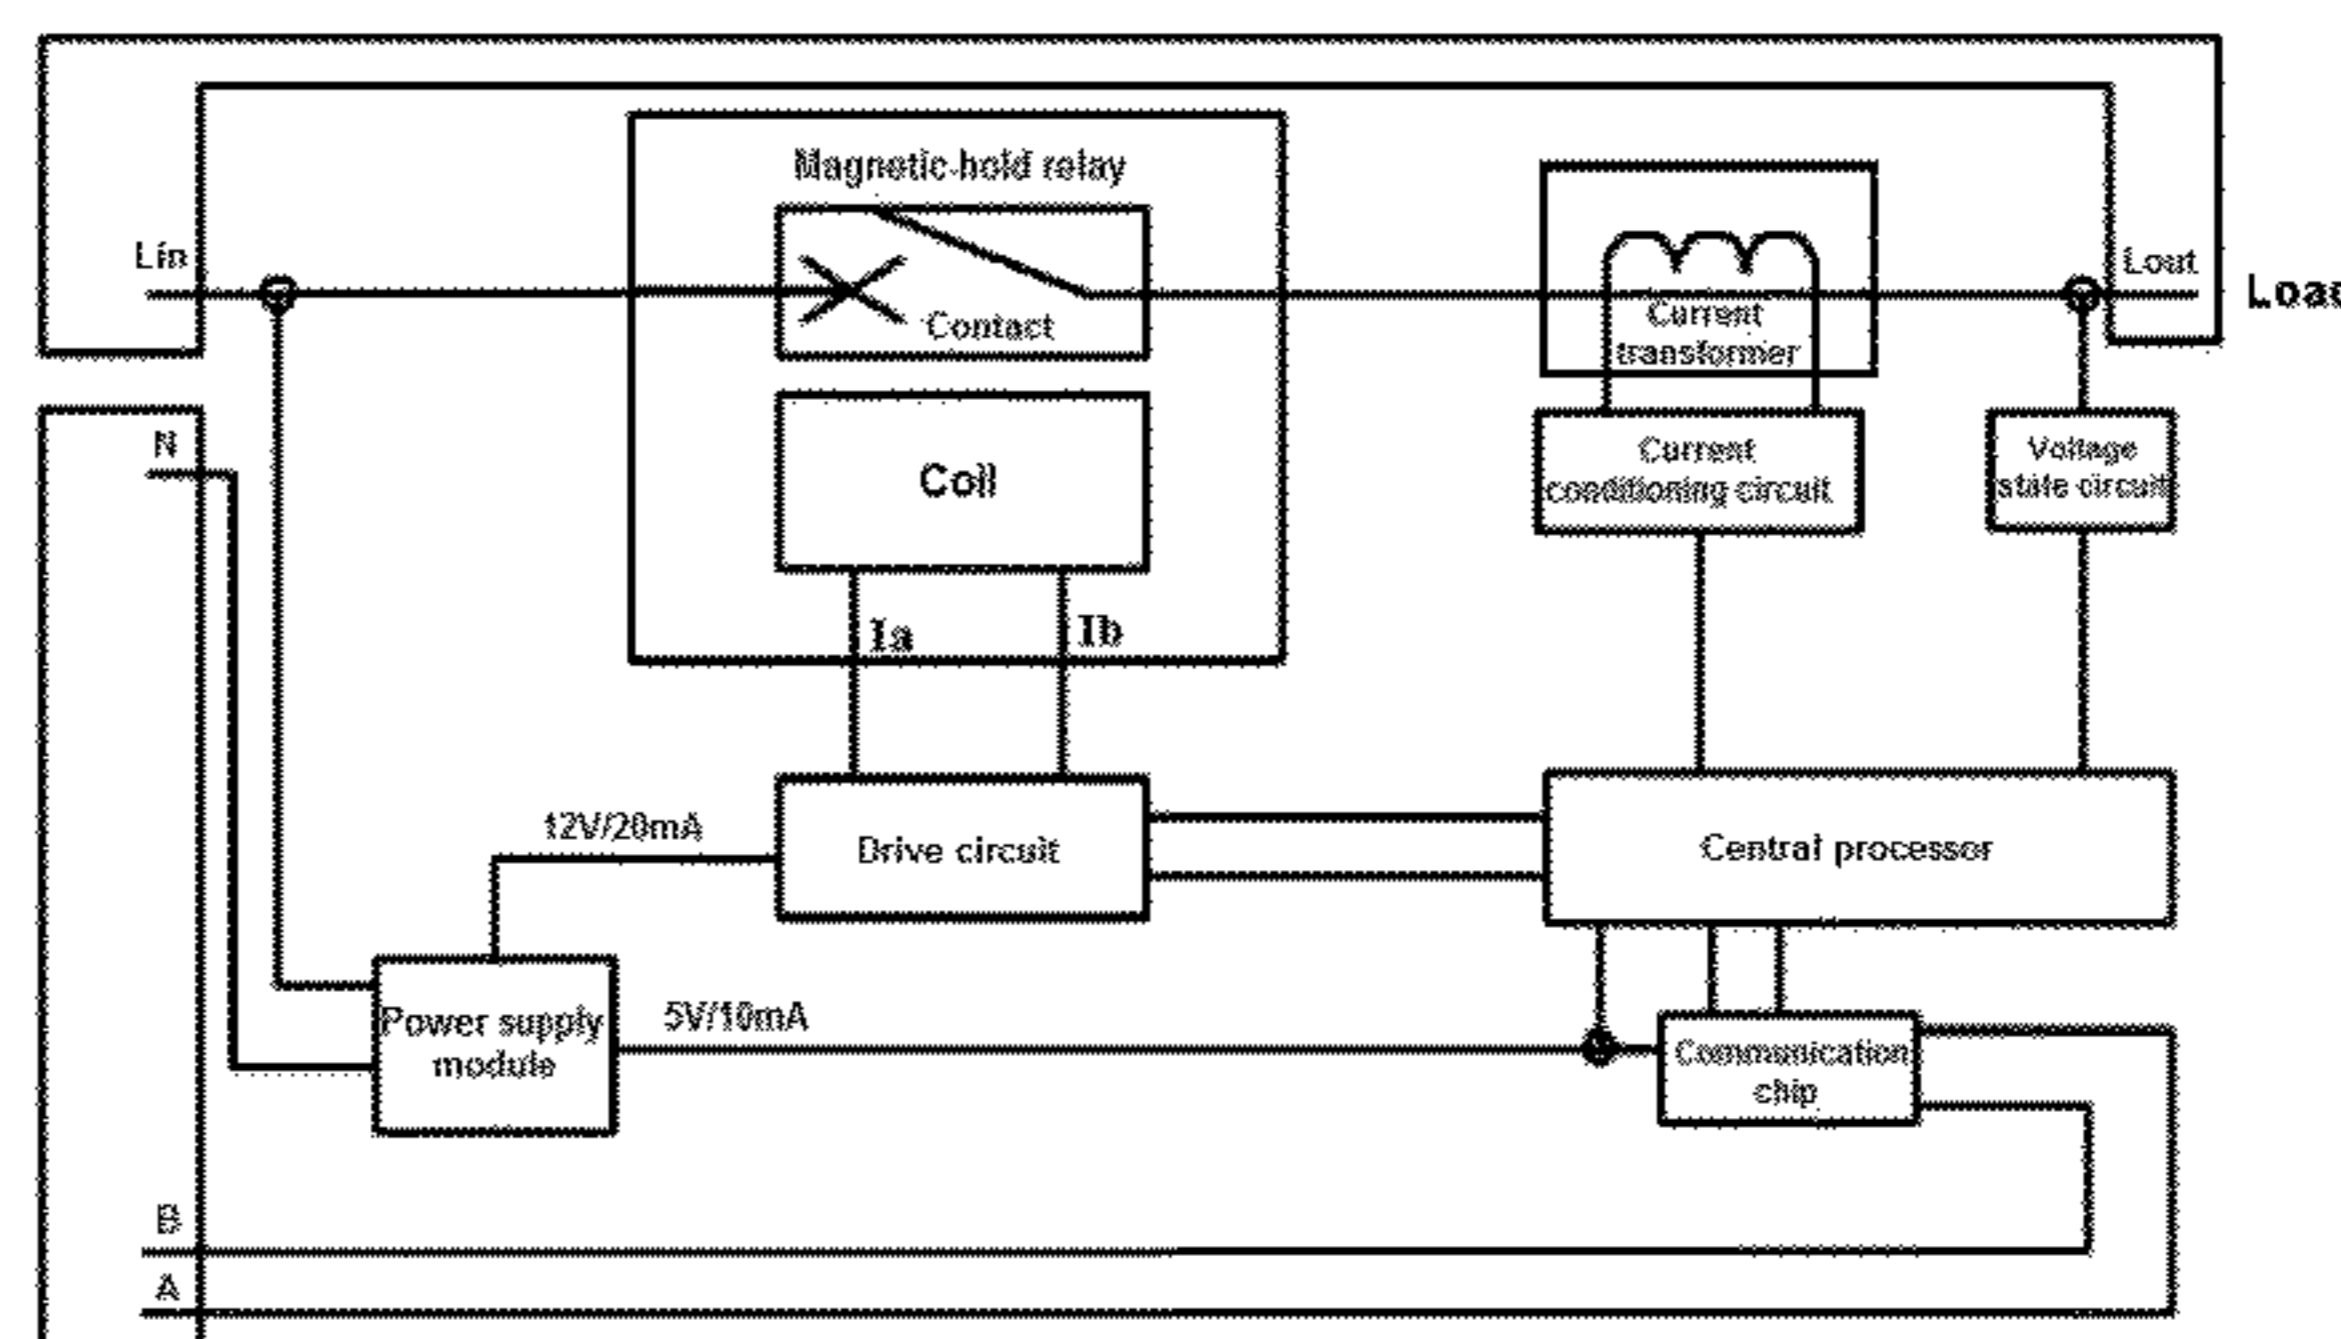 Magnetic-hold relay
Lin
Lout
Load
Contact
Current
transformer
N
Coil
Current
conditioning circuit
Voltage
state circuit
Ia
Ib
12V/20mA
Drive circuit
Central processor
Power supply
module
5V/10mA
Communication
chip
B
A